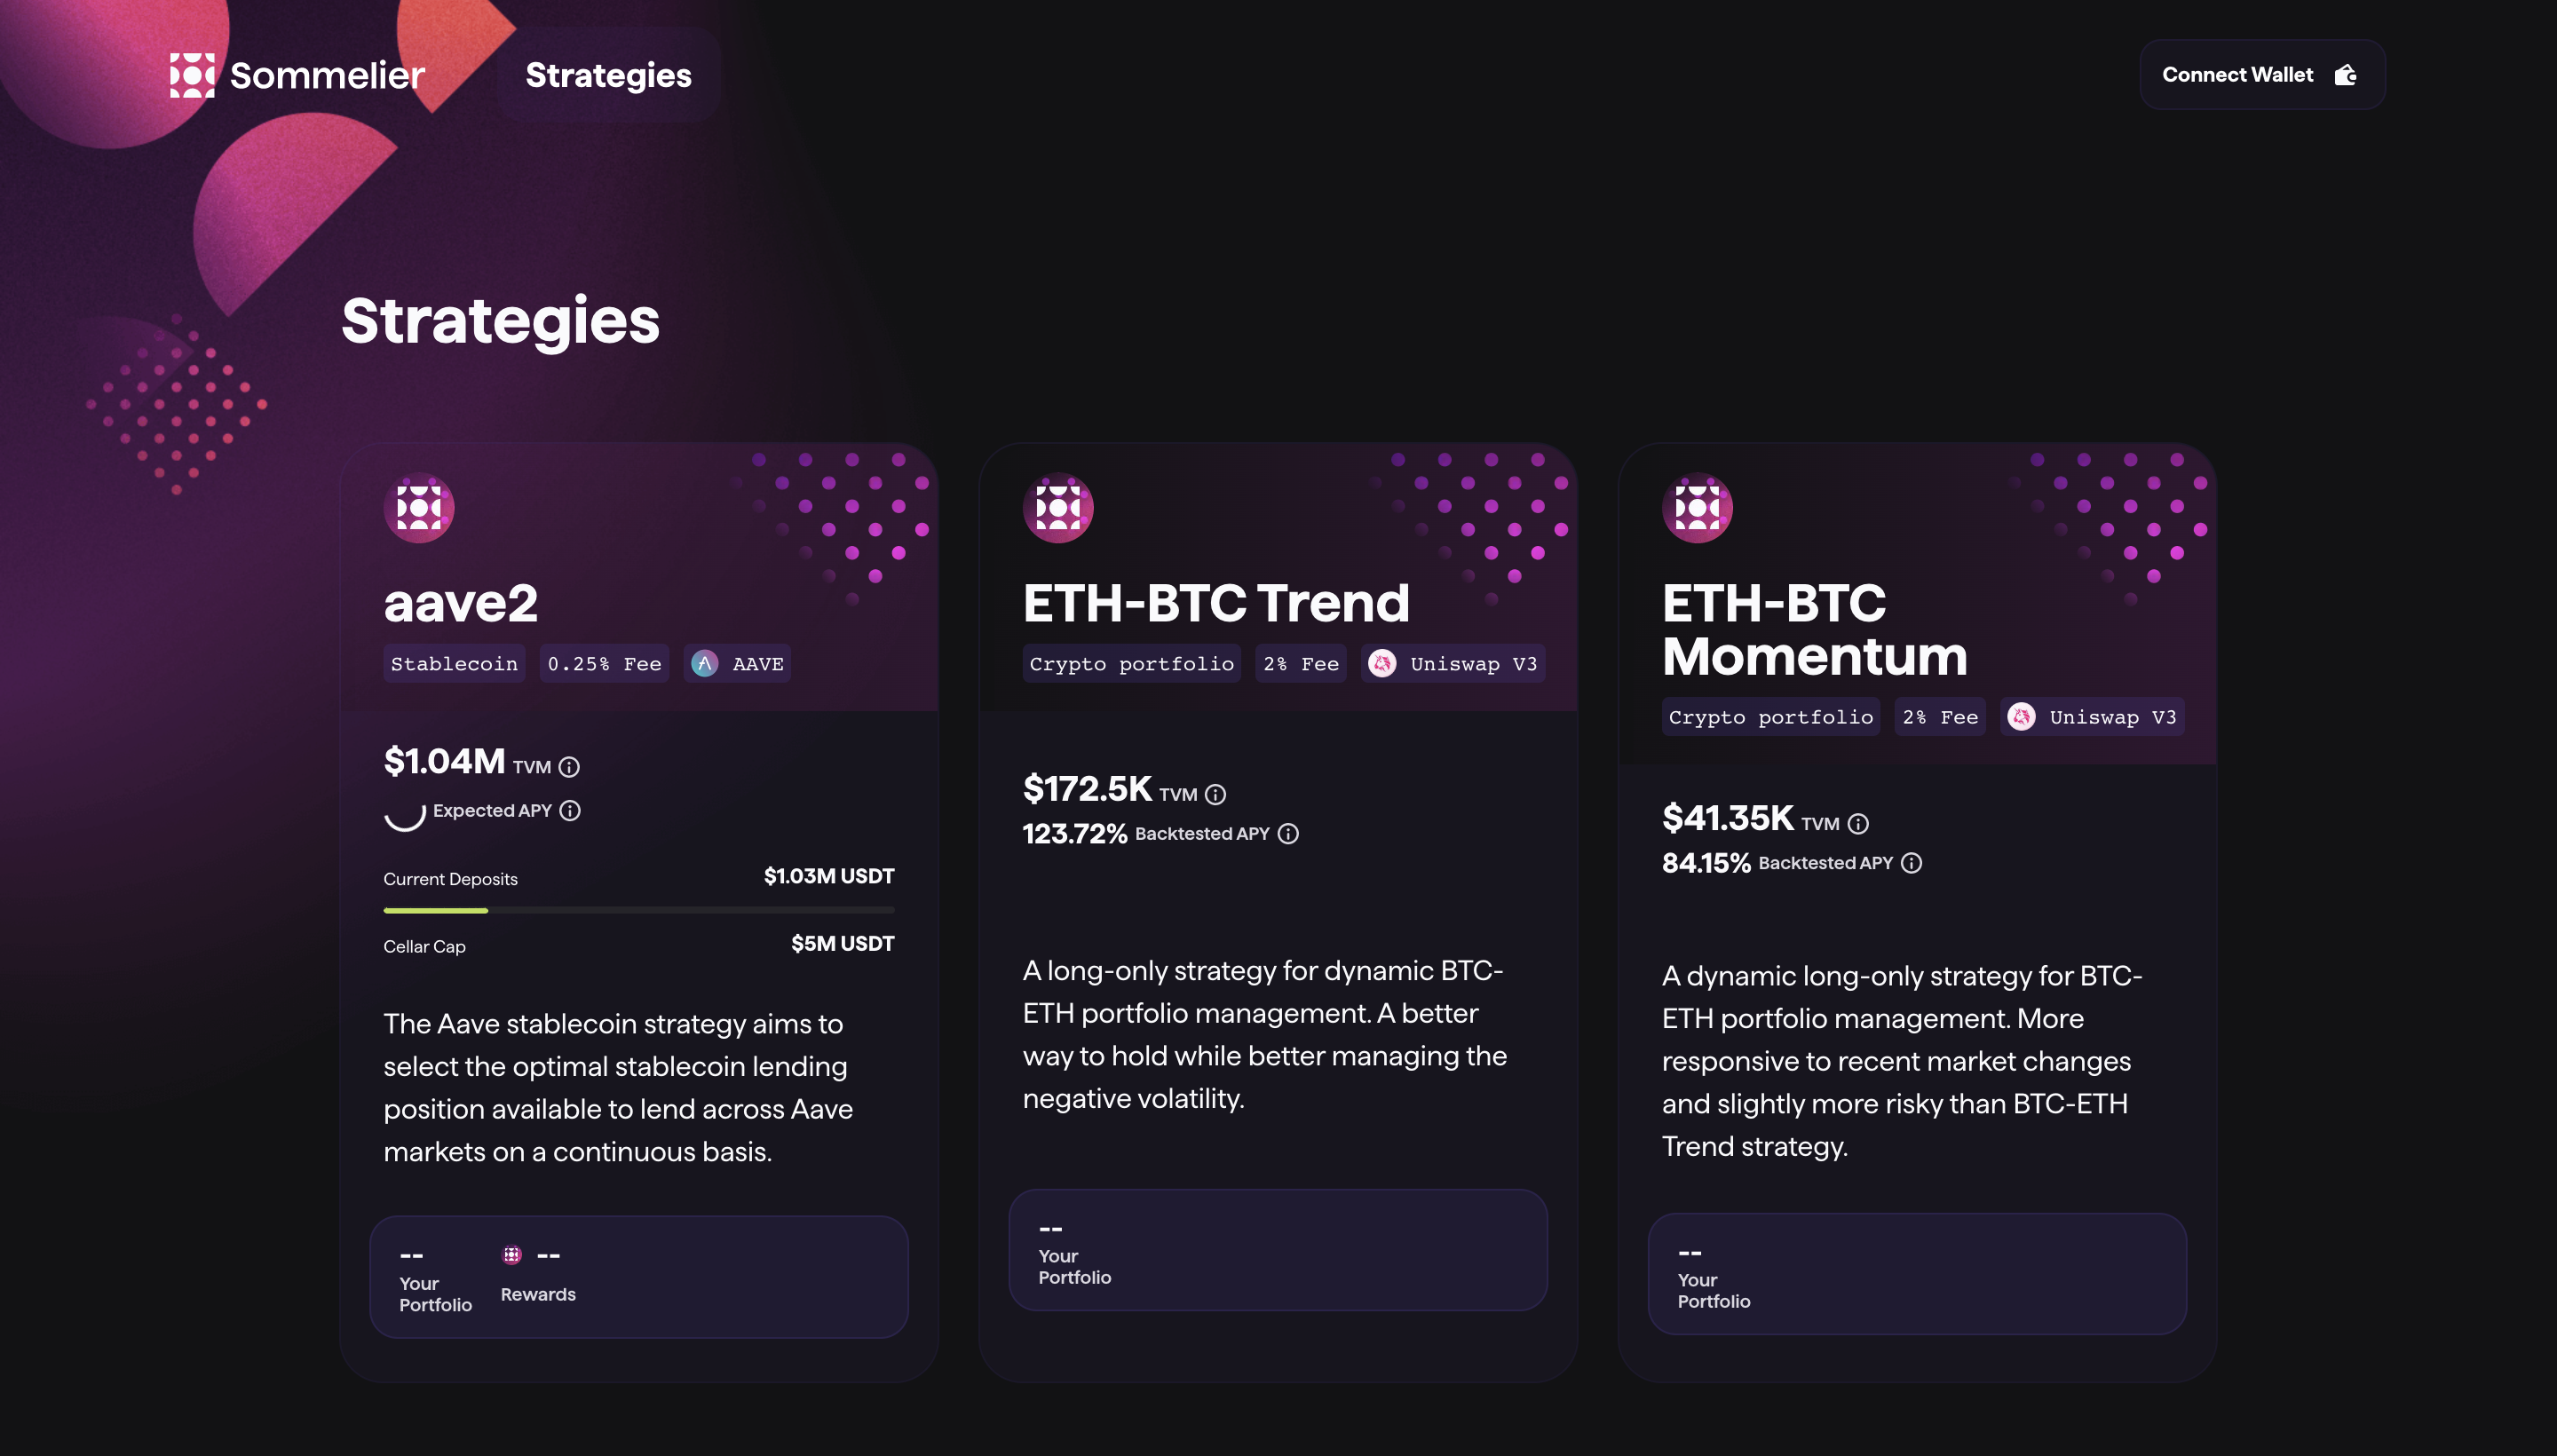 Sommelier
Strategies
Connect Wallet
Strategies
aave2
Stablecoin 0.25% Fee AAVE
$1.04M TVM
Expected APY
Current Deposits $1.03M USDT
Cellar Cap $5M USDT
The Aave stablecoin strategy aims to
select the optimal stablecoin lending
position available to lend across Aave
markets on a continuous basis.
-- --
Your
Portfolio
Rewards
ETH-BTC Trend
Crypto portfolio 2% Fee Uniswap V3
$172.5K TVM
123.72% Backtested APY
A long-only strategy for dynamic BTC-
ETH portfolio management. A better
way to hold while better managing the
negative volatility.
--
Your
Portfolio
ETH-BTC
Momentum
Crypto portfolio 2% Fee Uniswap V3
$41.35K TVM
84.15% Backtested APY
A dynamic long-only strategy for BTC-
ETH portfolio management. More
responsive to recent market changes
and slightly more risky than BTC-ETH
Trend strategy.
--
Your
Portfolio